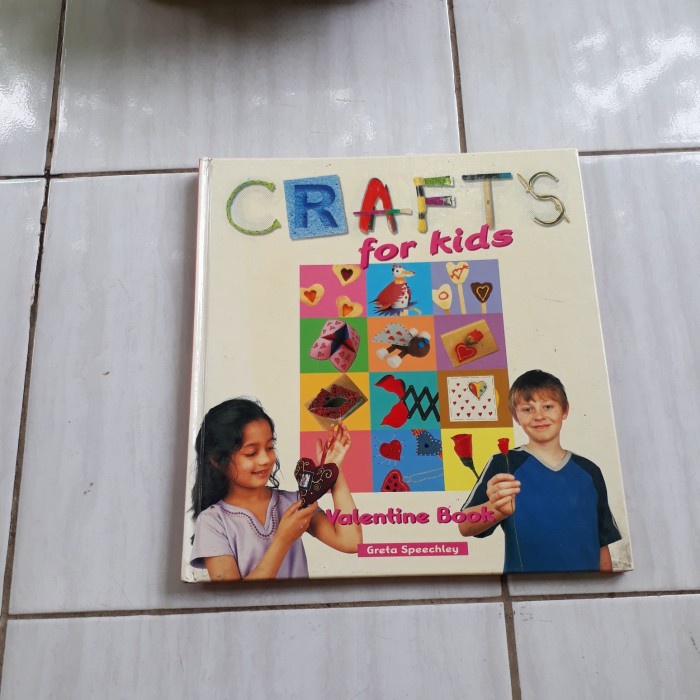 CRAFTS
for kids
Valentine Book
Greta Speechley